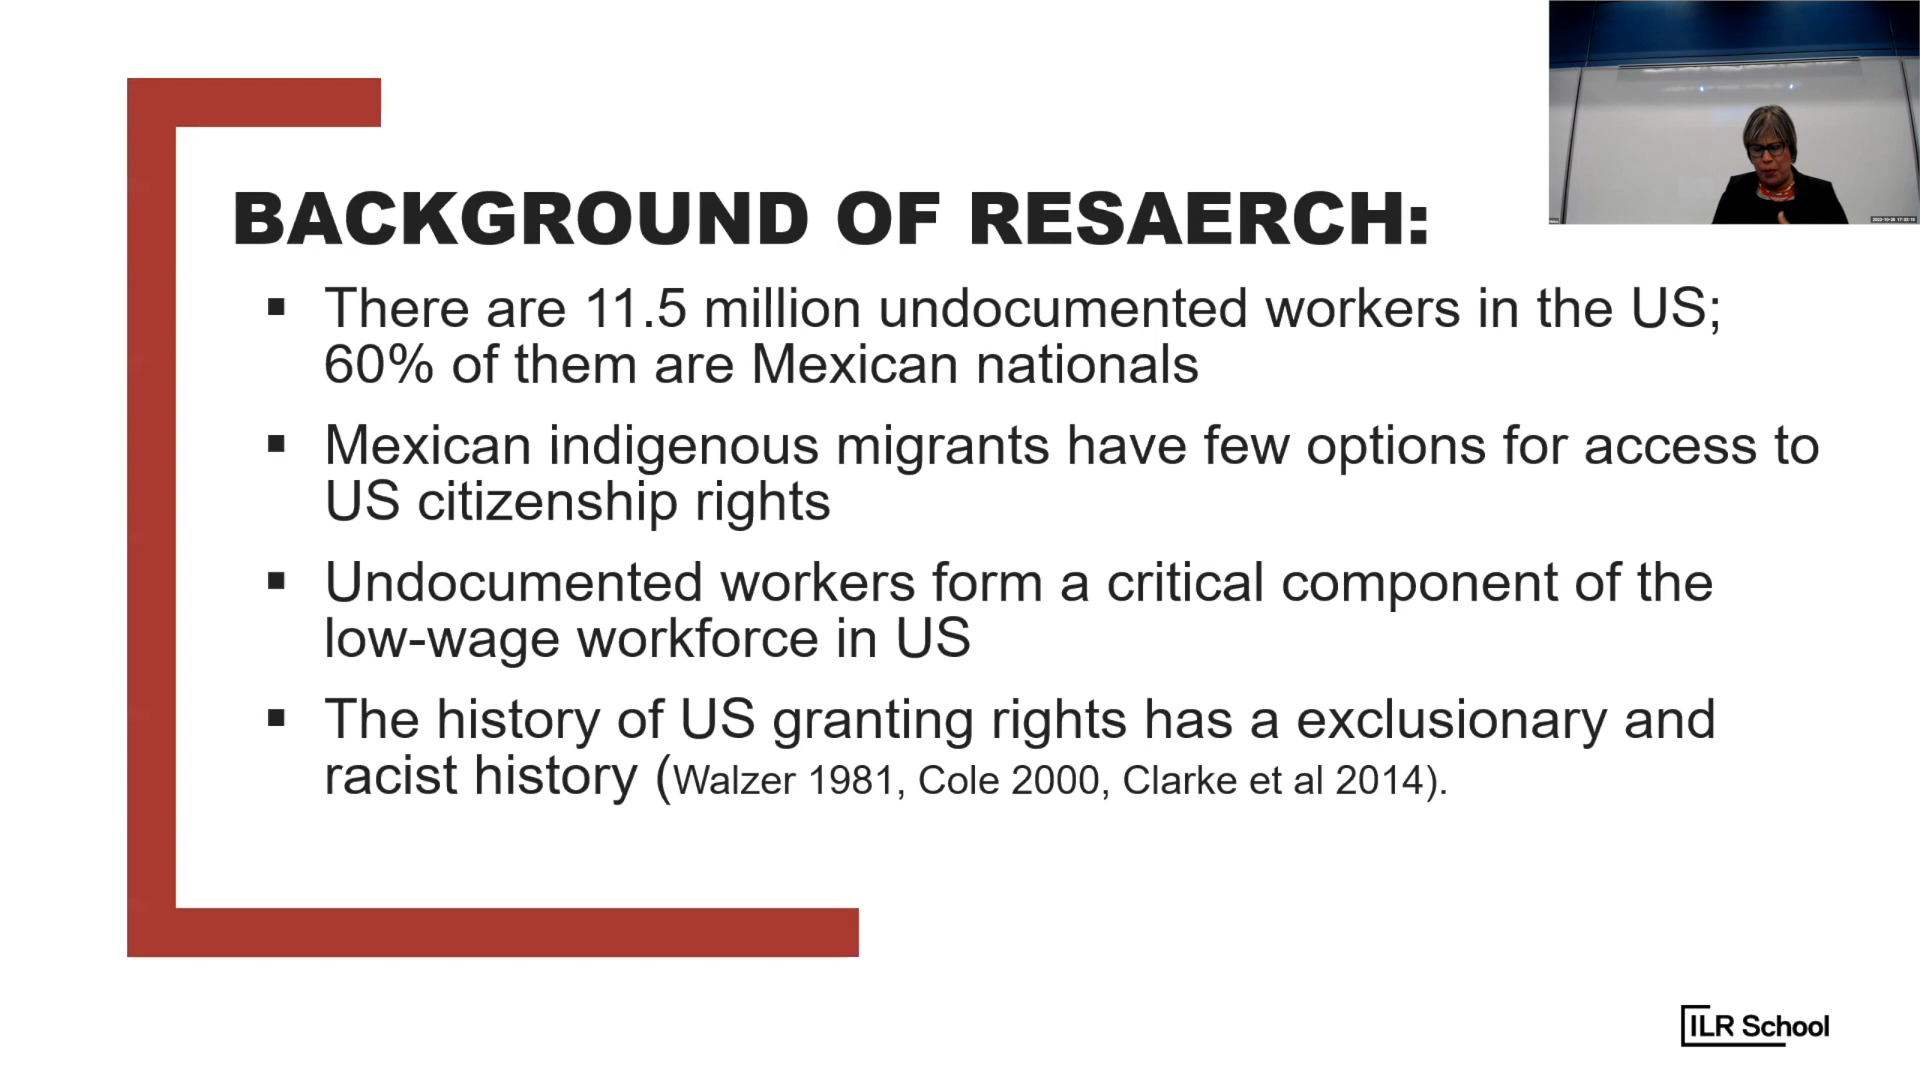 BACKGROUND OF RESAERCH:
▪ There are 11.5 million undocumented workers in the US;
60% of them are Mexican nationals
▪ Mexican indigenous migrants have few options for access to
US citizenship rights
▪ Undocumented workers form a critical component of the
low-wage workforce in US
▪ The history of US granting rights has a exclusionary and
racist history (Walzer 1981, Cole 2000, Clarke et al 2014).
ILR School